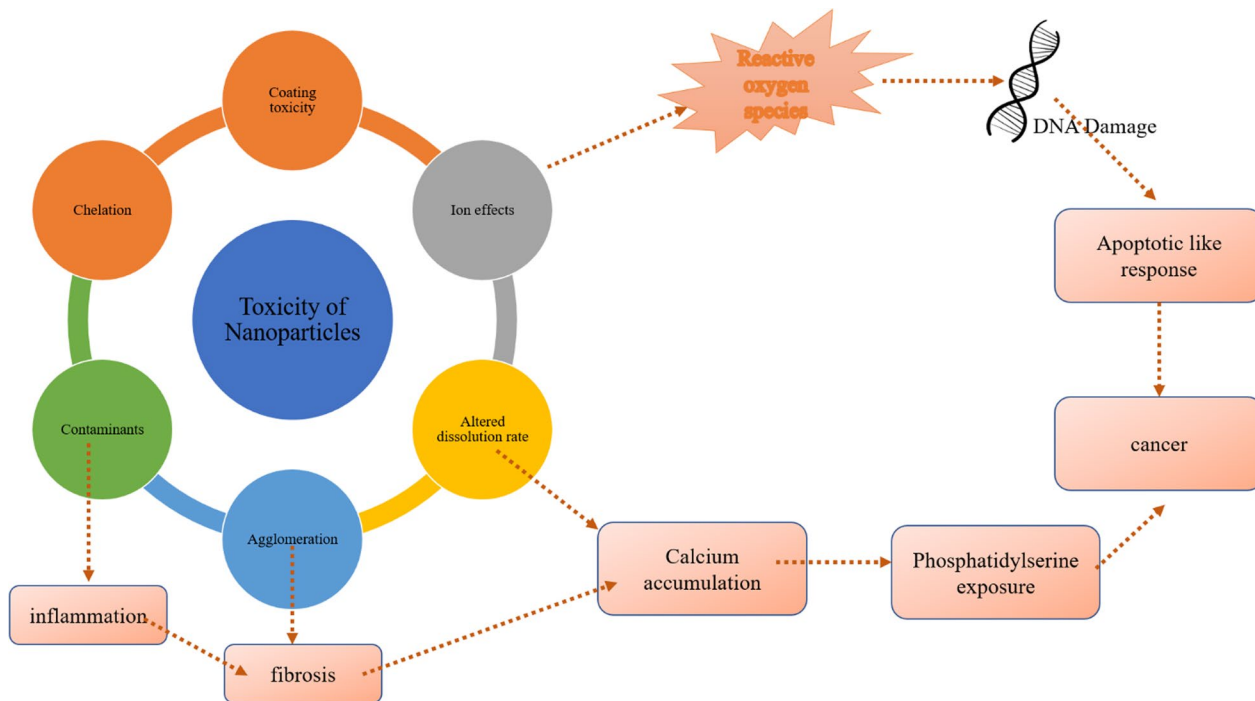 Coating
toxicity
Reactive
oxygen
species
DNA Damage
Chelation
Ion effects
Apoptotic like
response
Toxicity of
Nanoparticles
Contaminants
Altered
dissolution rate
cancer
Agglomeration
Calcium
accumulation
Phosphatidylserine
exposure
inflammation
fibrosis